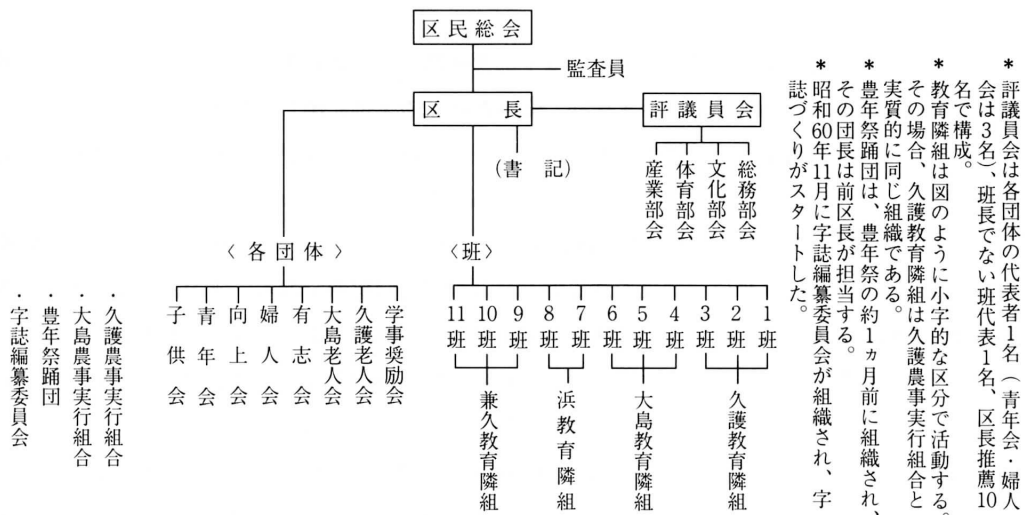 ＊評議員会は各団体の代表者1名（青年会・婦人
会は3名）、班長でない班代表1名、区長推薦10
名で構成。
＊教育隣組は図のように小字的な区分で活動する。
その場合、久護教育隣組は久護農事実行組合と
実質的に同じ組織である。
＊豊年祭踊団は、豊年祭の約1ヵ月前に組織され、
その団長は前区長が担当する。
＊昭和60年11月に字誌編纂委員会が組織され、字
誌づくりがスタートした。
区民総会
監査員
区長
評議員会
（書記）
総務部会
文化部会
体育部会
産業部会
〈班〉
1班
2班
3班
4班
5班
6班
7班
8班
9班
10班
11班
久護教育隣組
大島教育隣組
浜教育隣組
兼久教育隣組
〈各団体〉
学事奨励会
久護老人会
大島老人会
有志会
婦人会
向上会
青年会
子供会
・久護農事実行組合
・大島農事実行組合
・豊年祭踊団
・字誌編纂委員会